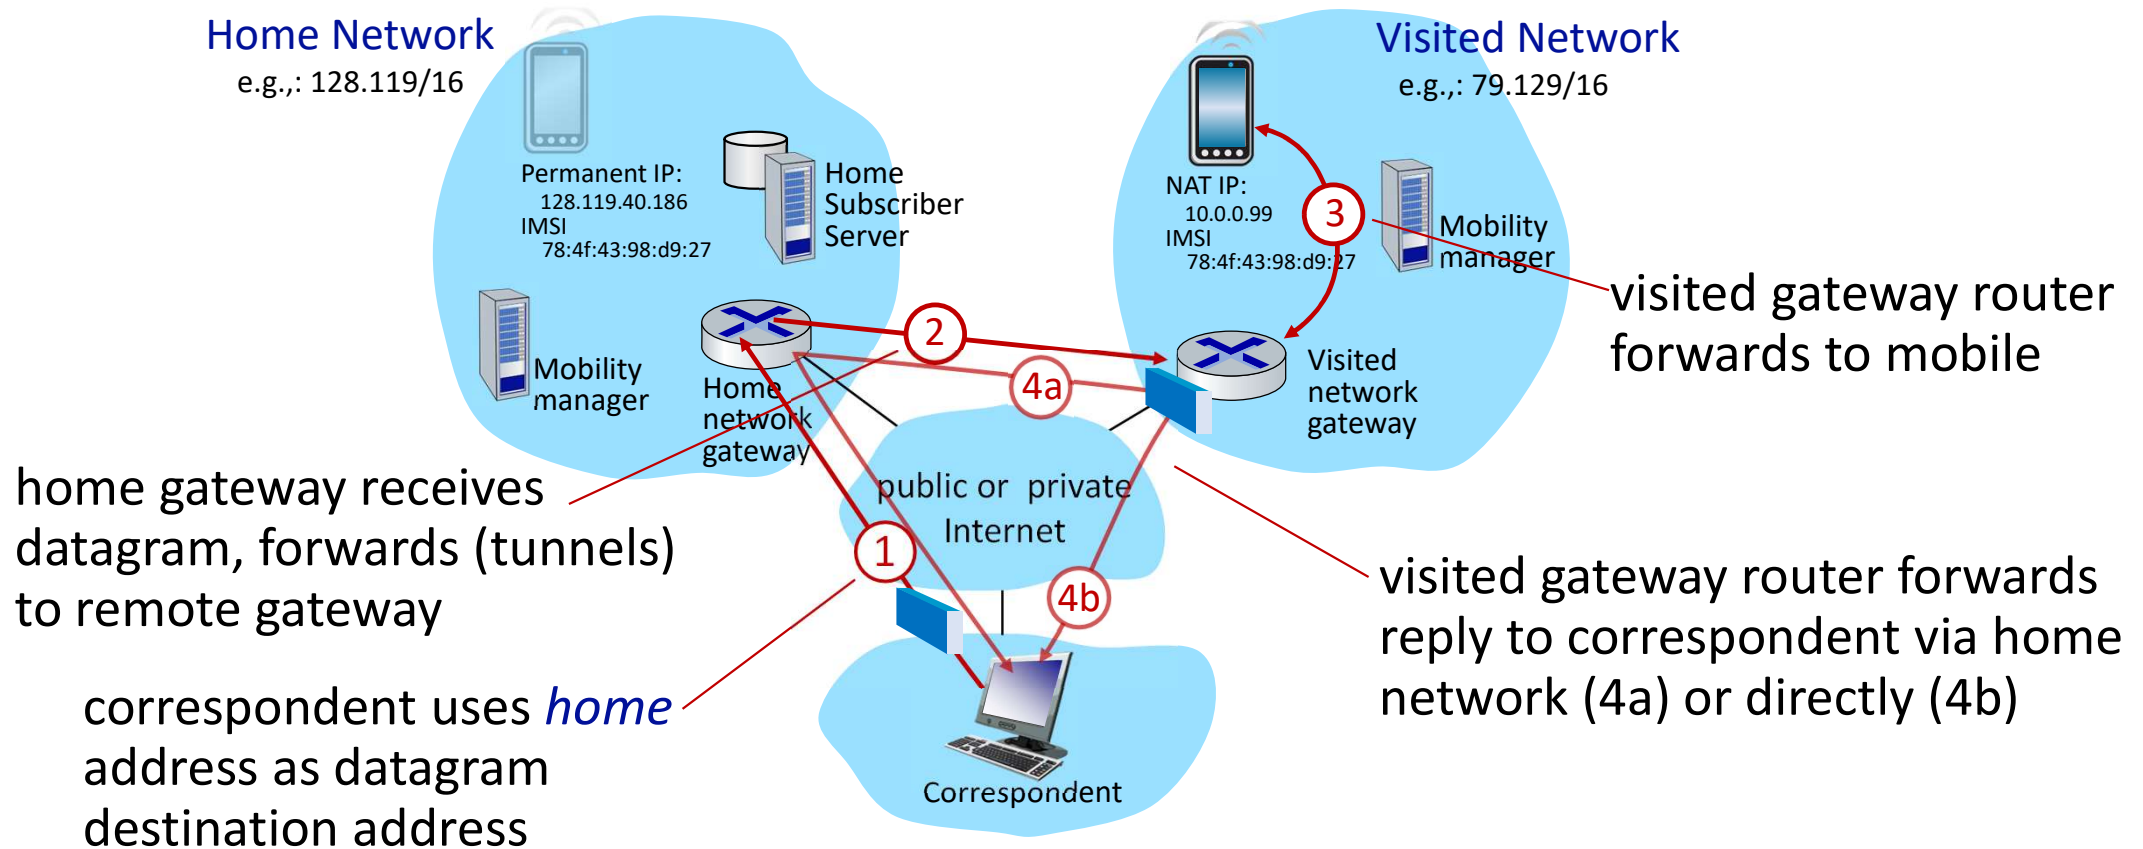 Home Network
e.g.,: 128.119/16
Visited Network
e.g.,: 79.129/16
Permanent IP:
128.119.40.186
IMSI
78:4f:43:98:d9:27
Home
Subscriber
Server
NAT IP:
10.0.0.99
IMSI
78:4f:43:98:d9:27
3
Mobility
manager
visited gateway router
forwards to mobile
Mobility
manager
Home
network
gateway
2
4a
Visited
network
gateway
home gateway receives
datagram, forwards (tunnels)
to remote gateway
public or private
Internet
1
4b
visited gateway router forwards
reply to correspondent via home
network (4a) or directly (4b)
correspondent uses home
address as datagram
destination address
Correspondent